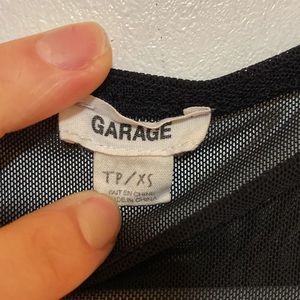 GARAGE
TP/XS
FAIT EN CHINE
MADE IN CHINA